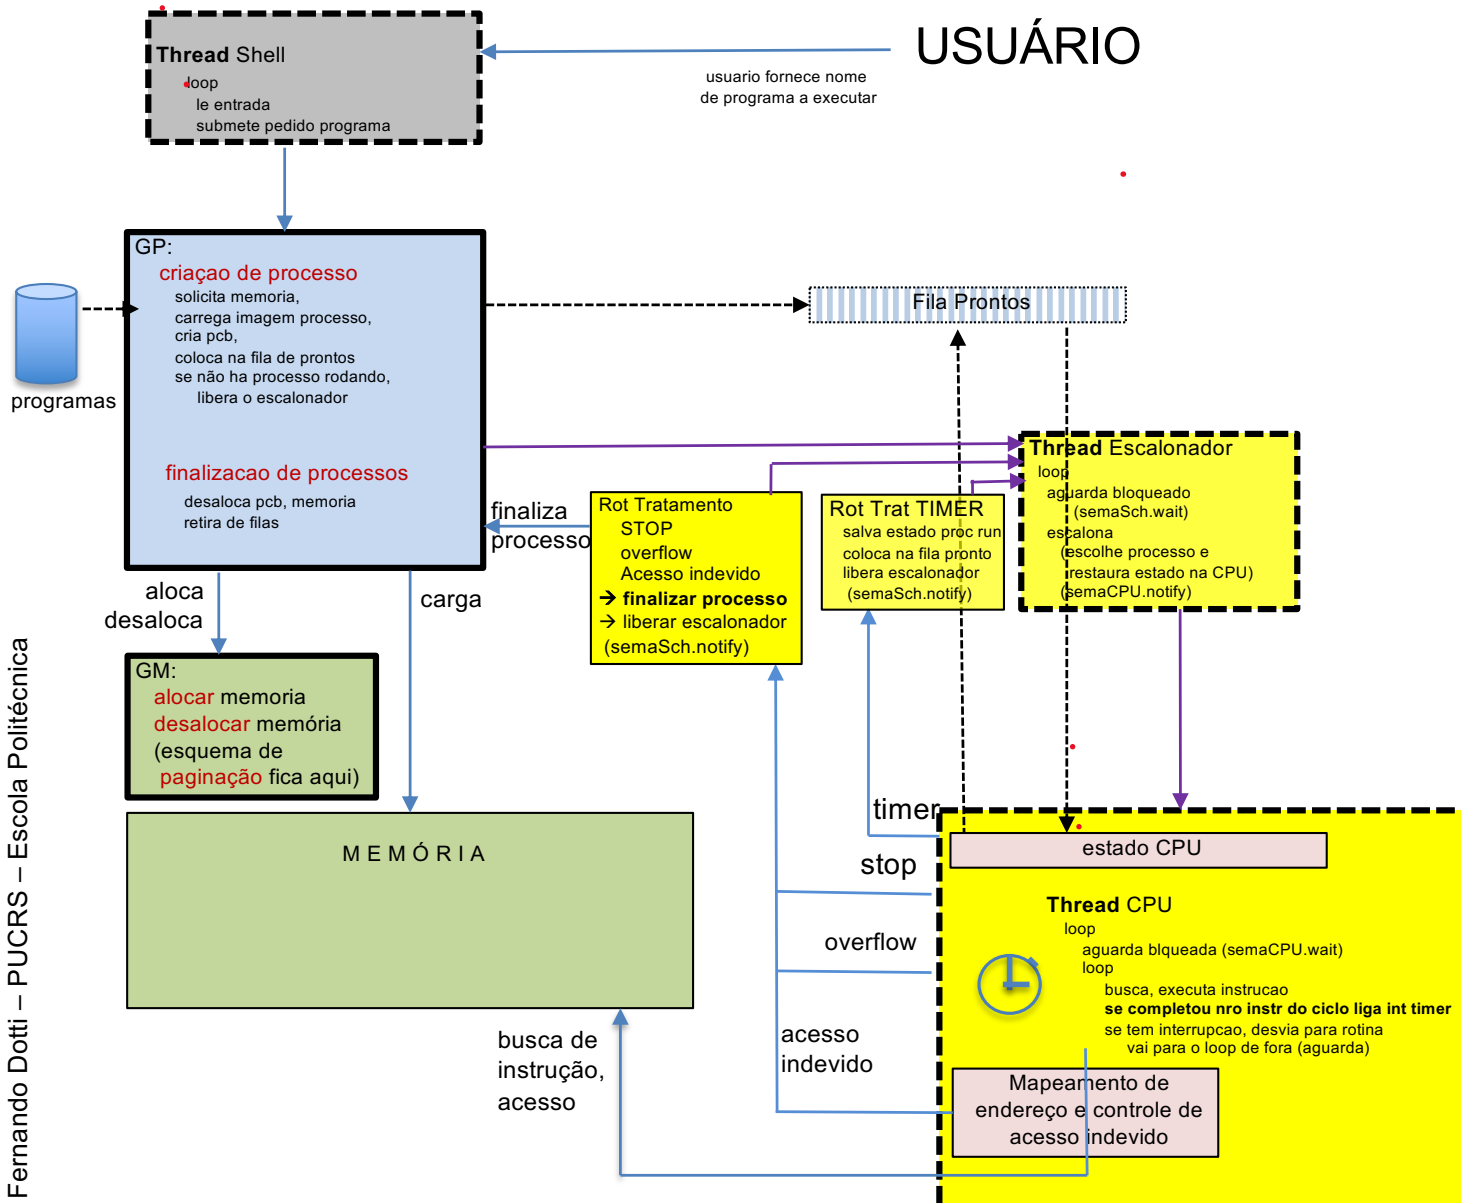 USUÁRIO
Thread Shell
loop
le entrada
submete pedido programa
usuario fornece nome
de programa a executar
GP:
criaçao de processo
solicita memoria,
carrega imagem processo,
cria pcb,
coloca na fila de prontos
se não ha processo rodando,
libera o escalonador
finalizacao de processos
desaloca pcb, memoria
retira de filas
programas
Fila Prontos
Thread Escalonador
loop
aguarda bloqueado
(semaSch.wait)
escalona
(escolhe processo e
restaura estado na CPU)
(semaCPU.notify)
finaliza
processo
Rot Tratamento
STOP
overflow
Acesso indevido
→ finalizar processo
→ liberar escalonador
(semaSch.notify)
Rot Trat TIMER
salva estado proc run
coloca na fila pronto
libera escalonador
(semaSch.notify)
aloca
desaloca
carga
GM:
alocar memoria
desalocar memória
(esquema de
paginação fica aqui)
MEMÓRIA
timer
stop
overflow
acesso
indevido
busca de
instrução,
acesso
estado CPU
Thread CPU
loop
aguarda blqueada (semaCPU.wait)
loop
busca, executa instrucao
se completou nro instr do ciclo liga int timer
se tem interrupcao, desvia para rotina
vai para o loop de fora (aguarda)
Mapeamento de
endereço e controle de
acesso indevido
Fernando Dotti – PUCRS – Escola Politécnica